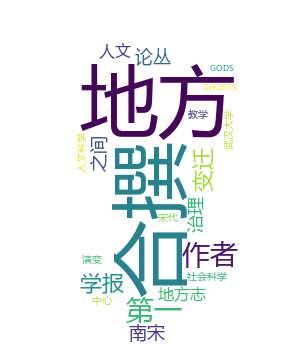 人文
论丛
GODS
地方
GHOSTS
教学
武汉大学
人文科学
之间
合撰
变迁
治理
宋代
作者
演变
学报
社会科学
地方志
中心
第一
南宋